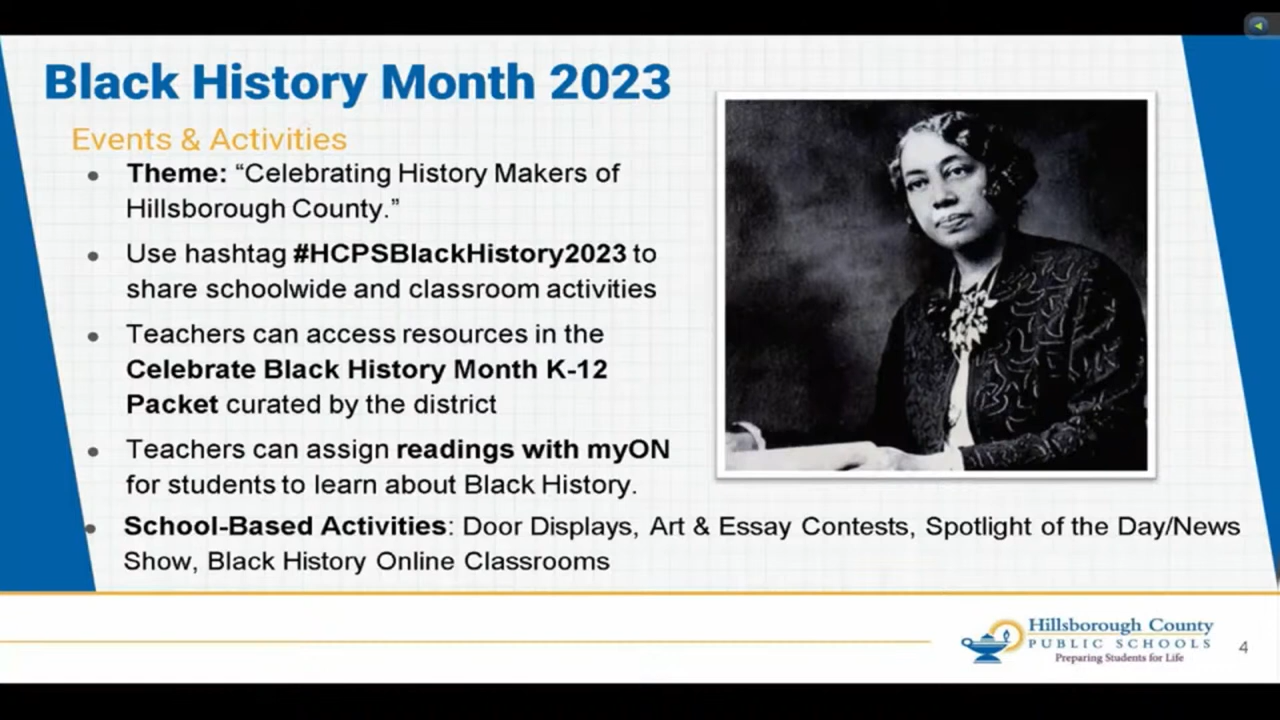 Black History Month 2023
Events & Activities
• Theme: “Celebrating History Makers of
Hillsborough County.”
• Use hashtag #HCPSBlackHistory2023 to
share schoolwide and classroom activities
• Teachers can access resources in the
Celebrate Black History Month K-12
Packet curated by the district
• Teachers can assign readings with myON
for students to learn about Black History.
• School-Based Activities: Door Displays, Art & Essay Contests, Spotlight of the Day/News
Show, Black History Online Classrooms
Hillsborough County
PUBLIC SCHOOLS
Preparing Students for Life
4